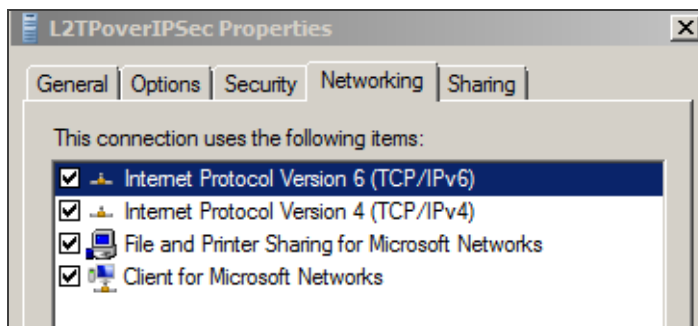 L2TPoverIPSec Properties
General Options Security Networking Sharing
This connection uses the following items:
Internet Protocol Version 6 (TCP/IPv6)
Internet Protocol Version 4 (TCP/IPv4)
File and Printer Sharing for Microsoft Networks
Client for Microsoft Networks